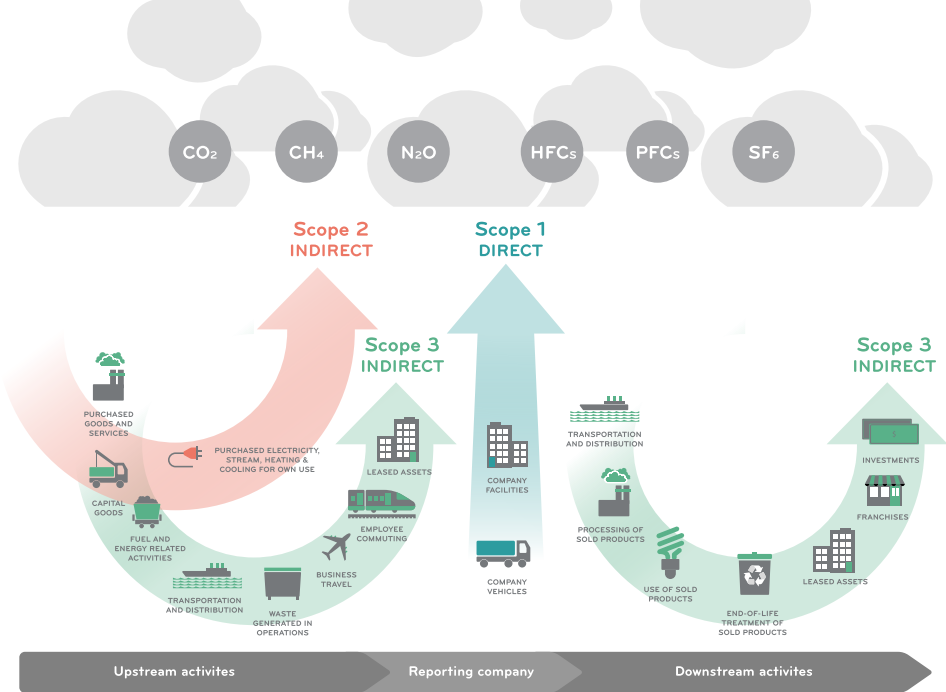 CO2
CH4
N2O
HFCs
PFCs
SF6
Scope 2
INDIRECT
Scope 1
DIRECT
Scope 3
INDIRECT
Scope 3
INDIRECT
PURCHASED
GOODS AND
SERVICES
PURCHASED ELECTRICITY,
STREAM, HEATING &
COOLING FOR OWN USE
CAPITAL
GOODS
FUEL AND
ENERGY RELATED
ACTIVITIES
TRANSPORTATION
AND DISTRIBUTION
WASTE
GENERATED IN
OPERATIONS
BUSINESS
TRAVEL
EMPLOYEE
COMMUTING
LEASED ASSETS
COMPANY
FACILITIES
COMPANY
VEHICLES
TRANSPORTATION
AND DISTRIBUTION
PROCESSING OF
SOLD PRODUCTS
USE OF SOLD
PRODUCTS
END-OF-LIFE
TREATMENT OF
SOLD PRODUCTS
LEASED ASSETS
FRANCHISES
$
INVESTMENTS
Upstream activites
Reporting company
Downstream activites